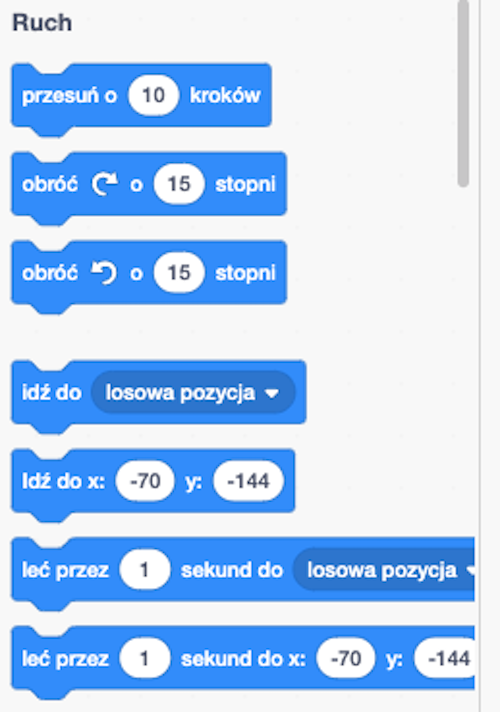 Ruch
przesuń o 10 kroków
obróć o 15 stopni
obróć o 15 stopni
idź do losowa pozycja
Idź do x: -70 y: -144
leć przez 1 sekund do losowa pozycja
leć przez 1 sekund do x: -70 y: -144